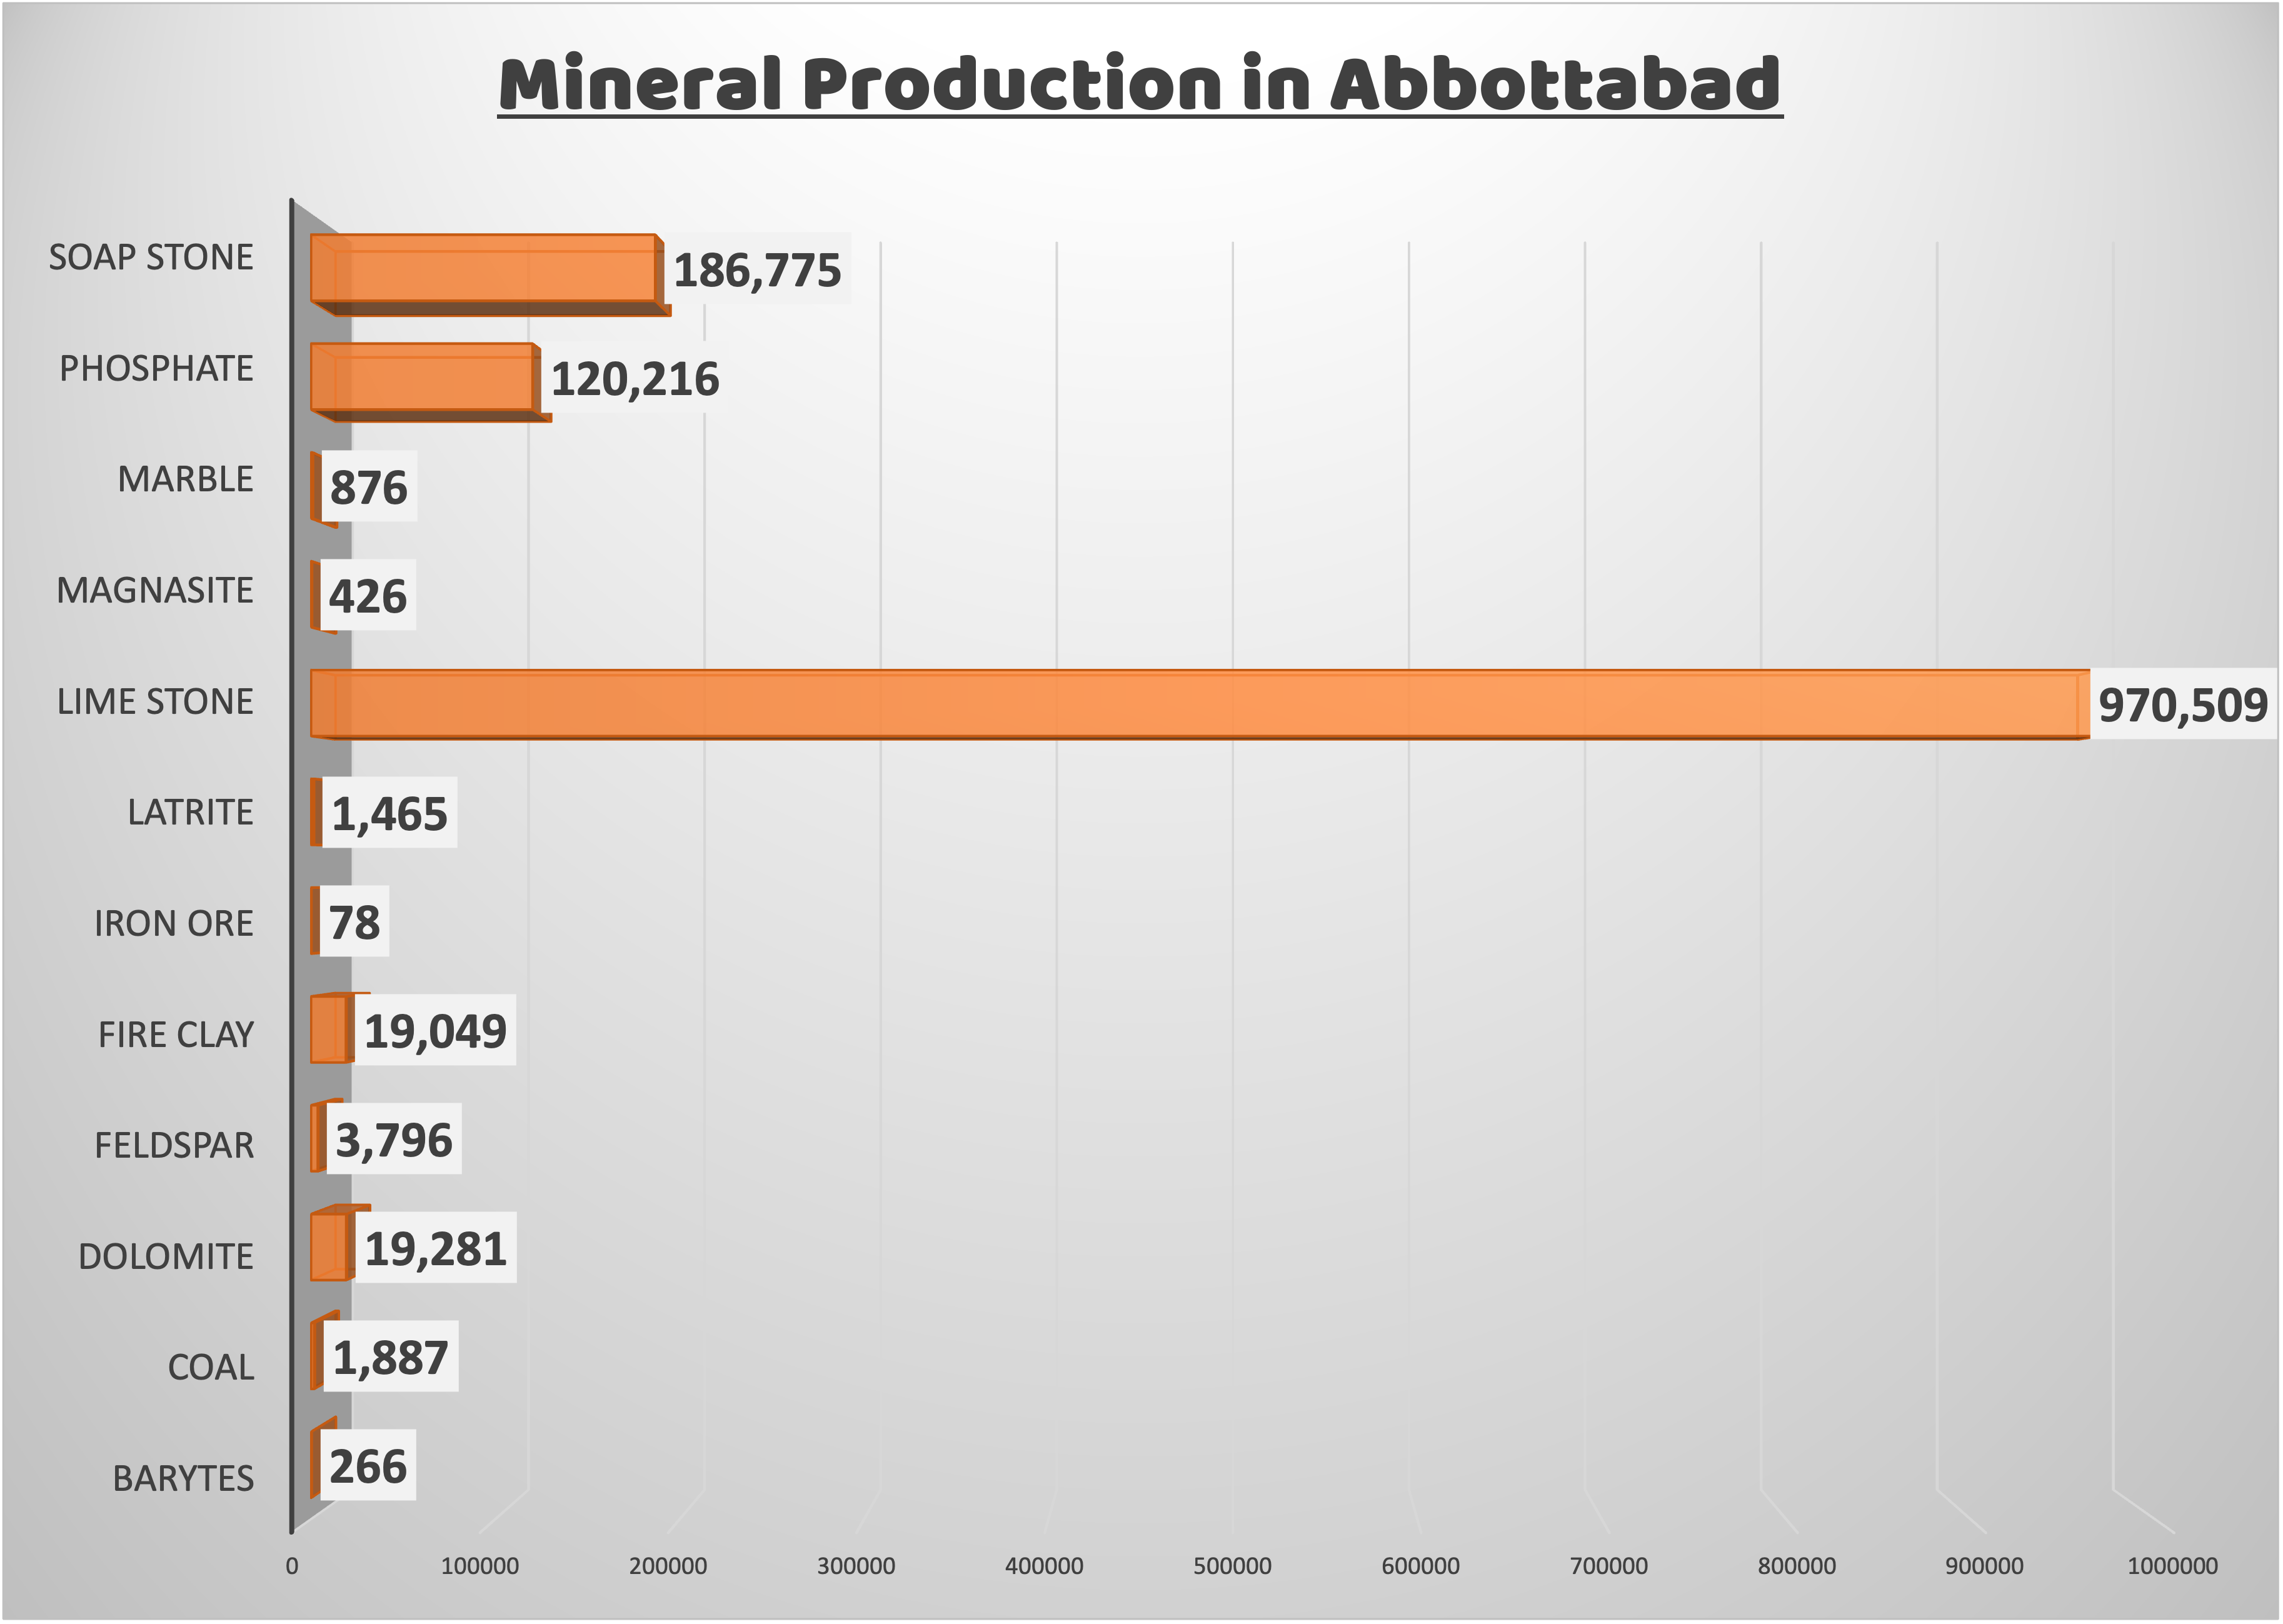 Mineral Production in Abbottabad
SOAP STONE 186,775
PHOSPHATE 120,216
MARBLE 876
MAGNASITE 426
LIME STONE 970,509
LATRITE 1,465
IRON ORE 78
FIRE CLAY 19,049
FELDSPAR 3,796
DOLOMITE 19,281
COAL 1,887
BARYTES 266
0 100000 200000 300000 400000 500000 600000 700000 800000 900000 1000000